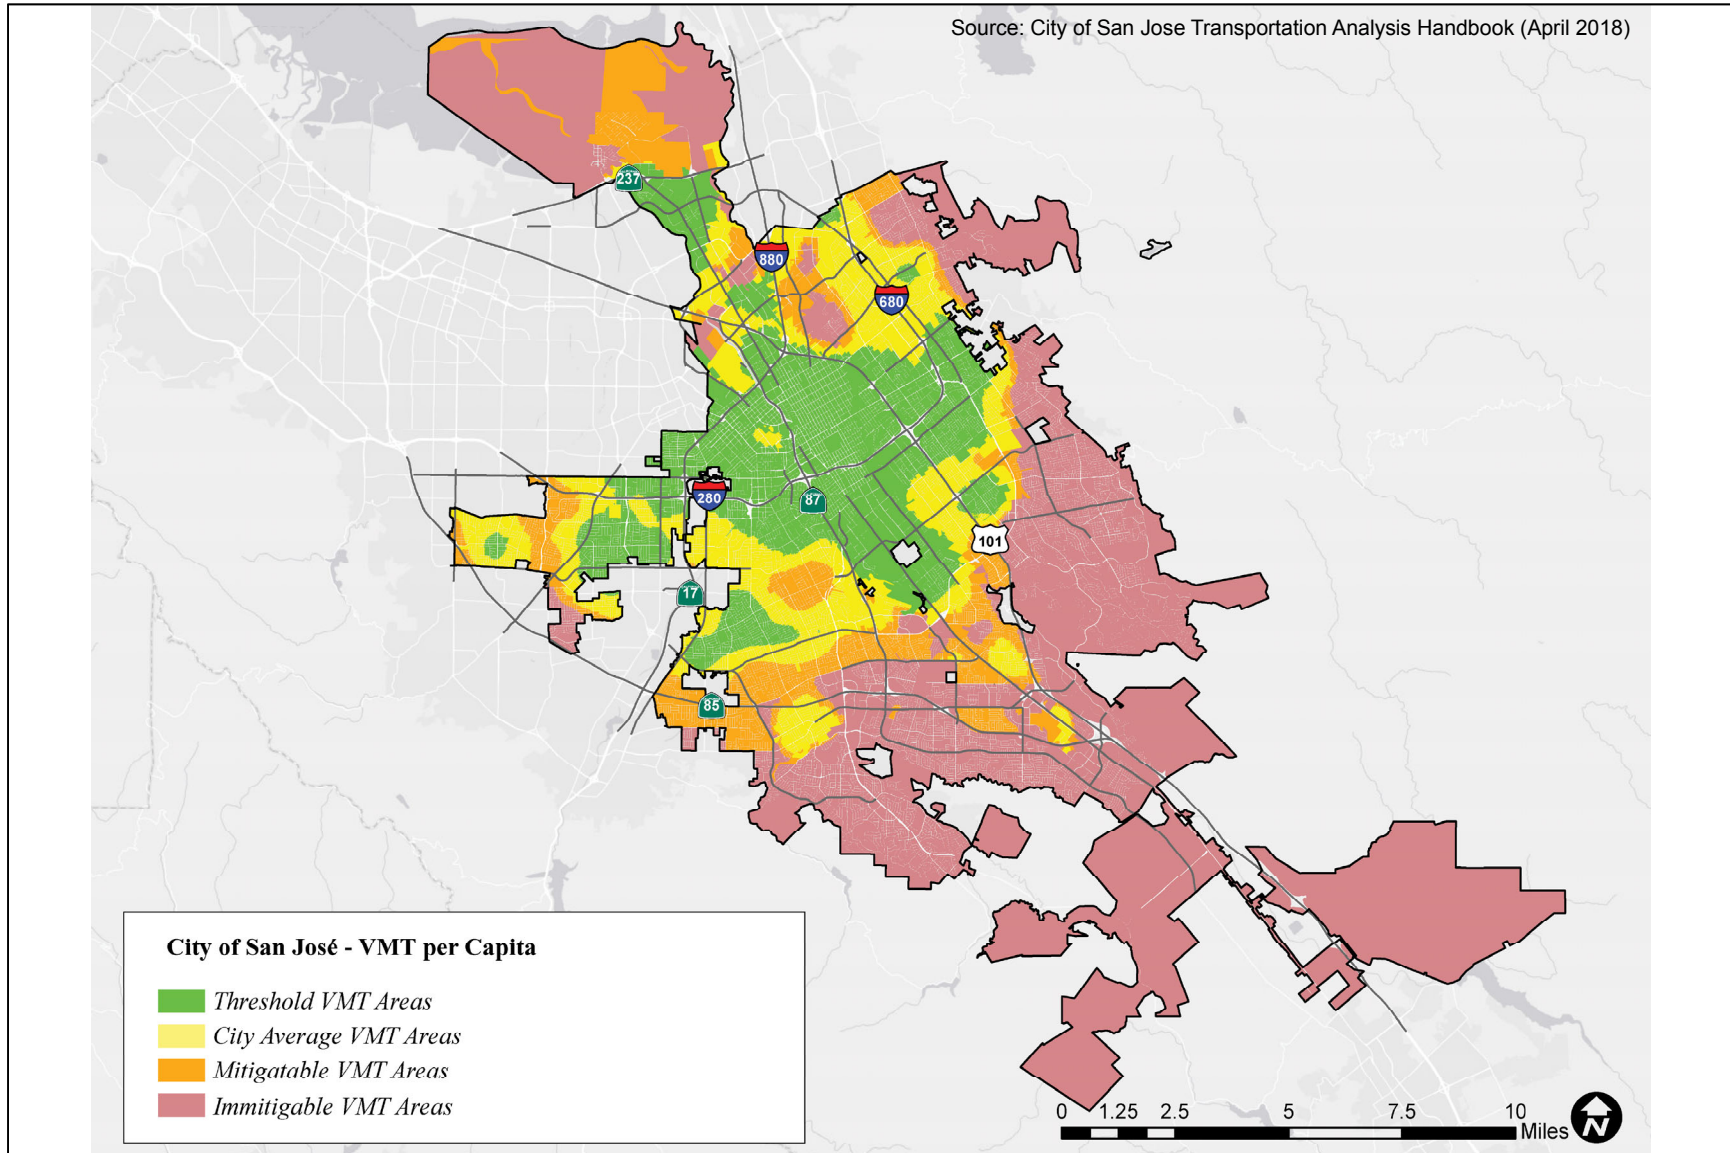 Source: City of San Jose Transportation Analysis Handbook (April 2018)
237
880
680
280
87
101
17
85
City of San José - VMT per Capita
Threshold VMT Areas
City Average VMT Areas
Mitigatable VMT Areas
Immitigable VMT Areas
0 1.25 2.5 5 7.5 10
Miles
N